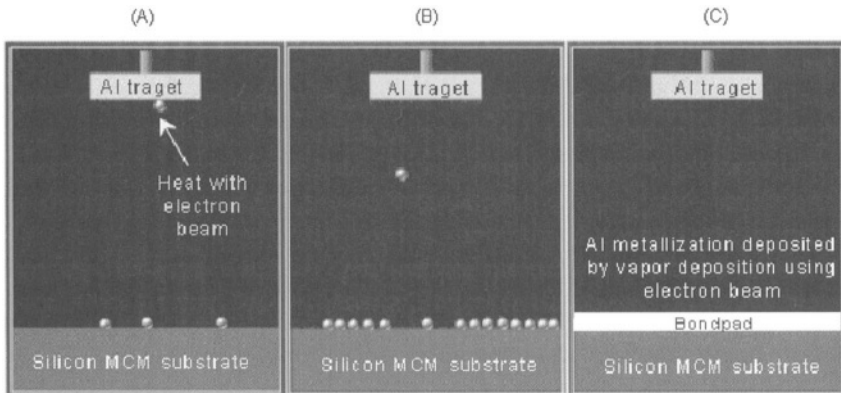 (A)
(B)
(C)
Al traget
Heat with
electron
beam
Silicon MCM substrate
Al traget
Silicon MCM substrate
Al traget
Al metallization deposited
by vapor deposition using
electron beam
Bondpad
Silicon MCM substrate